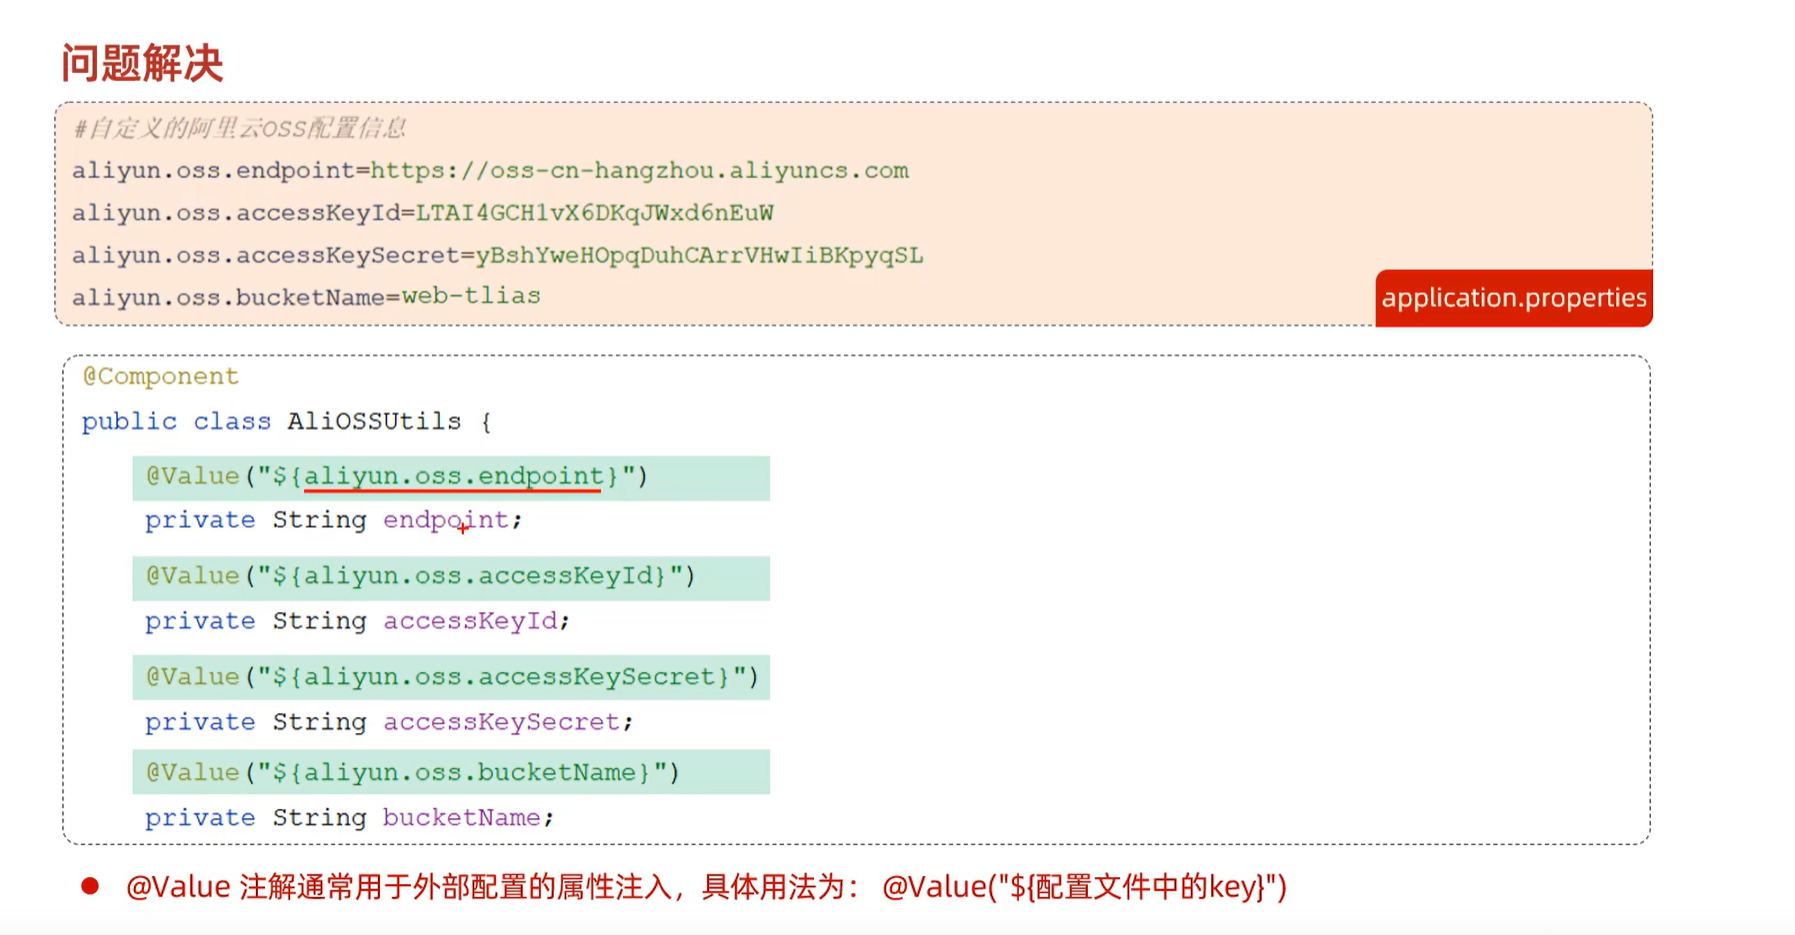 问题解决
#自定义的阿里云OSS配置信息
aliyun.oss.endpoint=https://oss-cn-hangzhou.aliyuncs.com
aliyun.oss.accessKeyId=LTAI4GCH1vX6DKqJWxd6nEuW
aliyun.oss.accessKeySecret=yBshYweHOpqDuhCArrVHwIiBKpyqSL
aliyun.oss.bucketName=web-tlias
application.properties
@Component
public class AliOSSUtils {
@Value("${aliyun.oss.endpoint}")
private String endpoint;
@Value("${aliyun.oss.accessKeyId}")
private String accessKeyId;
@Value("${aliyun.oss.accessKeySecret}")
private String accessKeySecret;
@Value("${aliyun.oss.bucketName}")
private String bucketName;
● @Value 注解通常用于外部配置的属性注入，具体用法为： @Value("${配置文件中的key}")